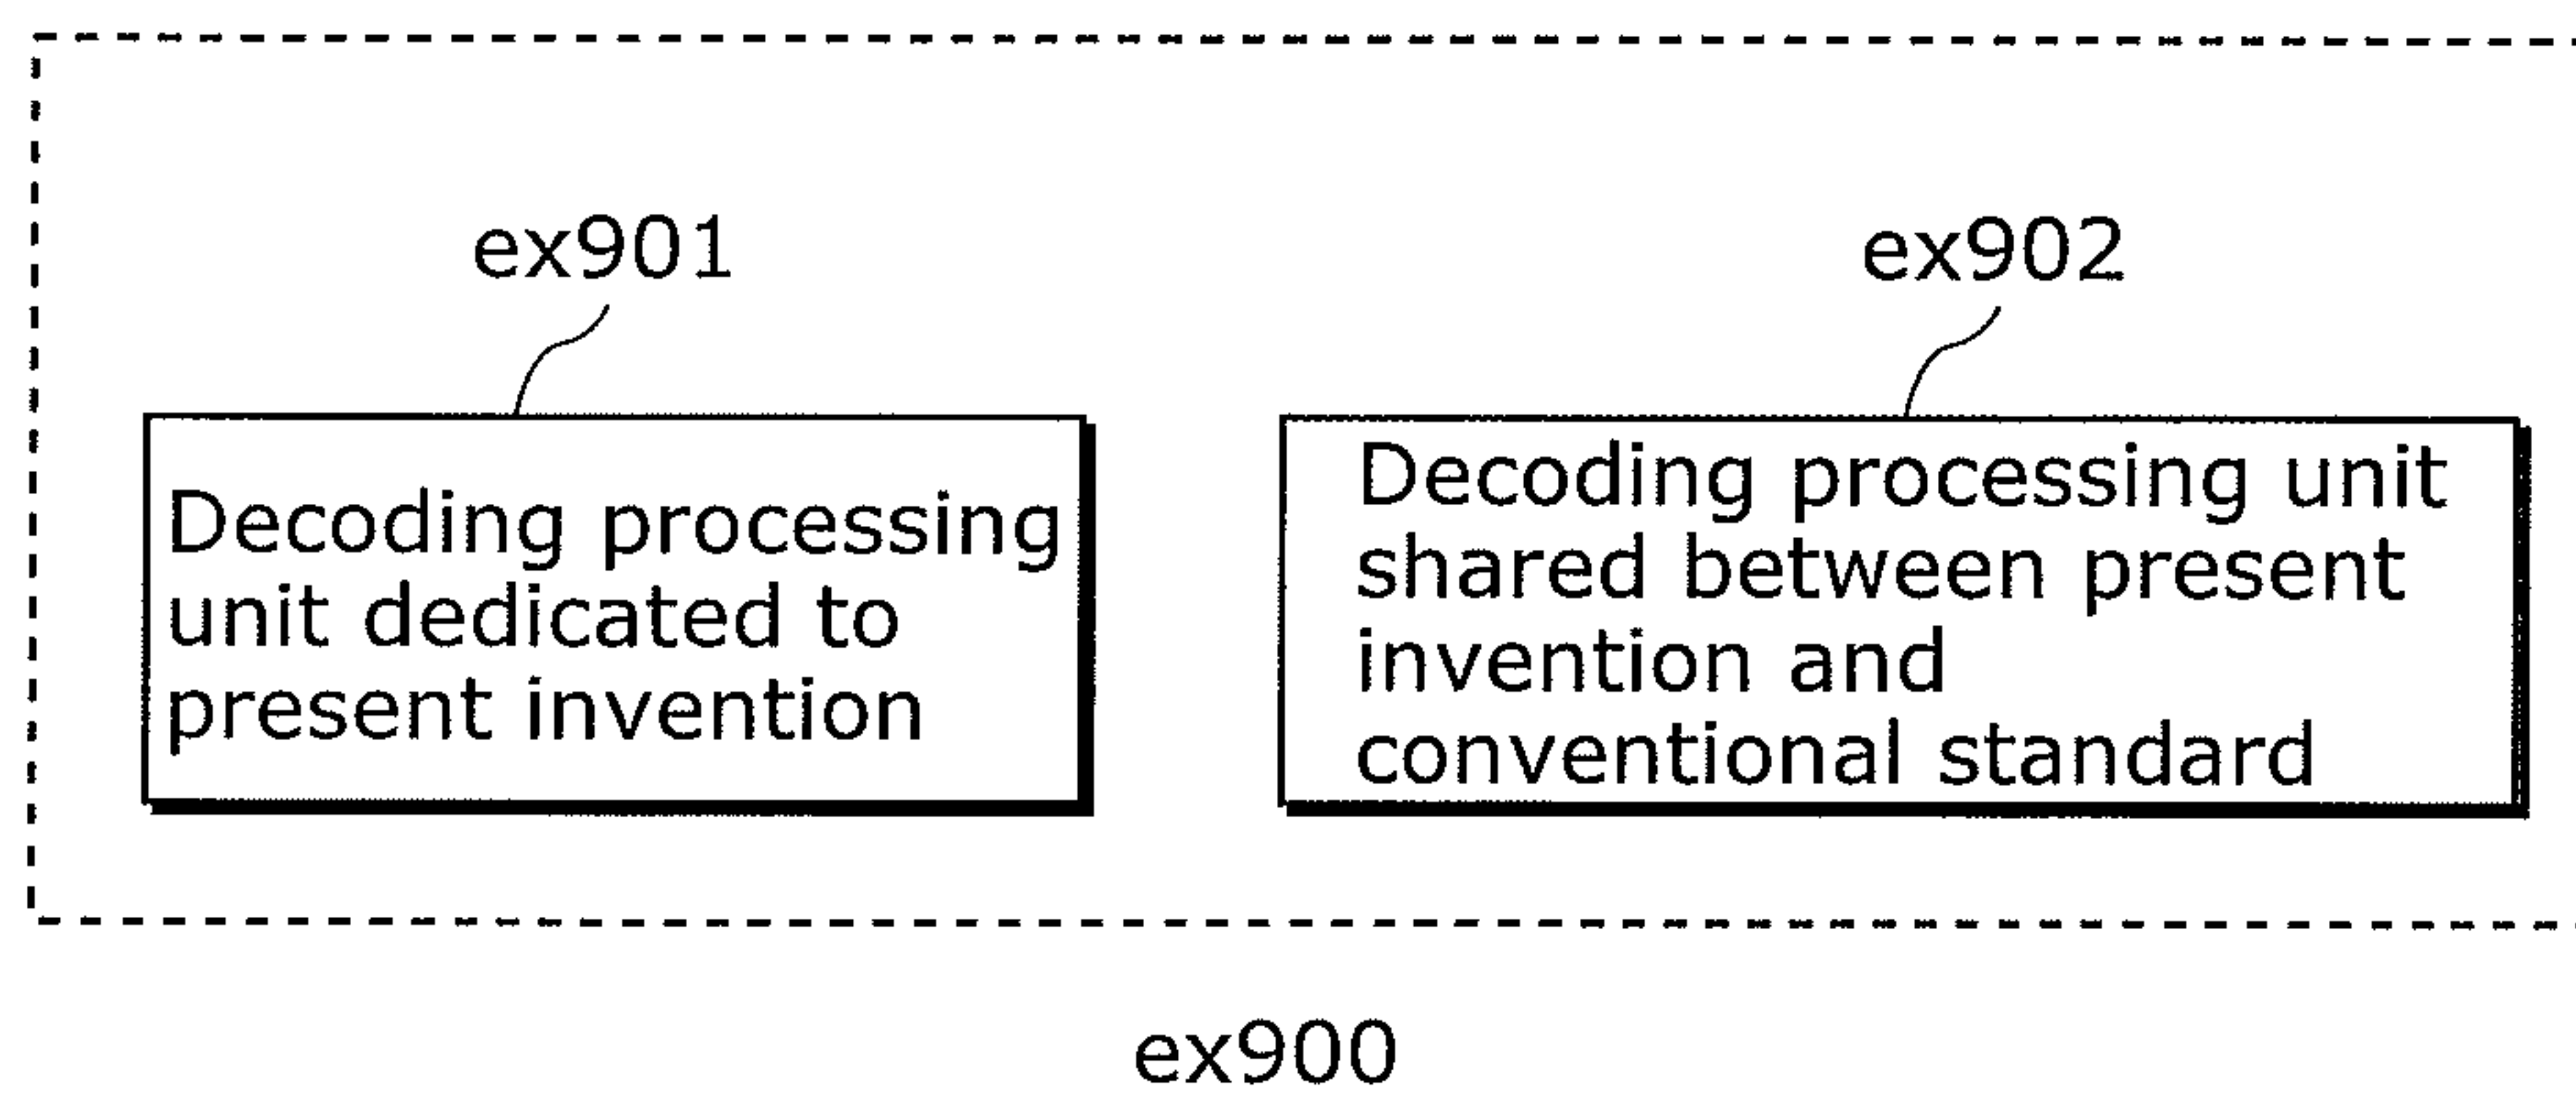 ex901
ex902
Decoding processing
unit dedicated to
present invention
Decoding processing unit
shared between present
invention and
conventional standard
ex900